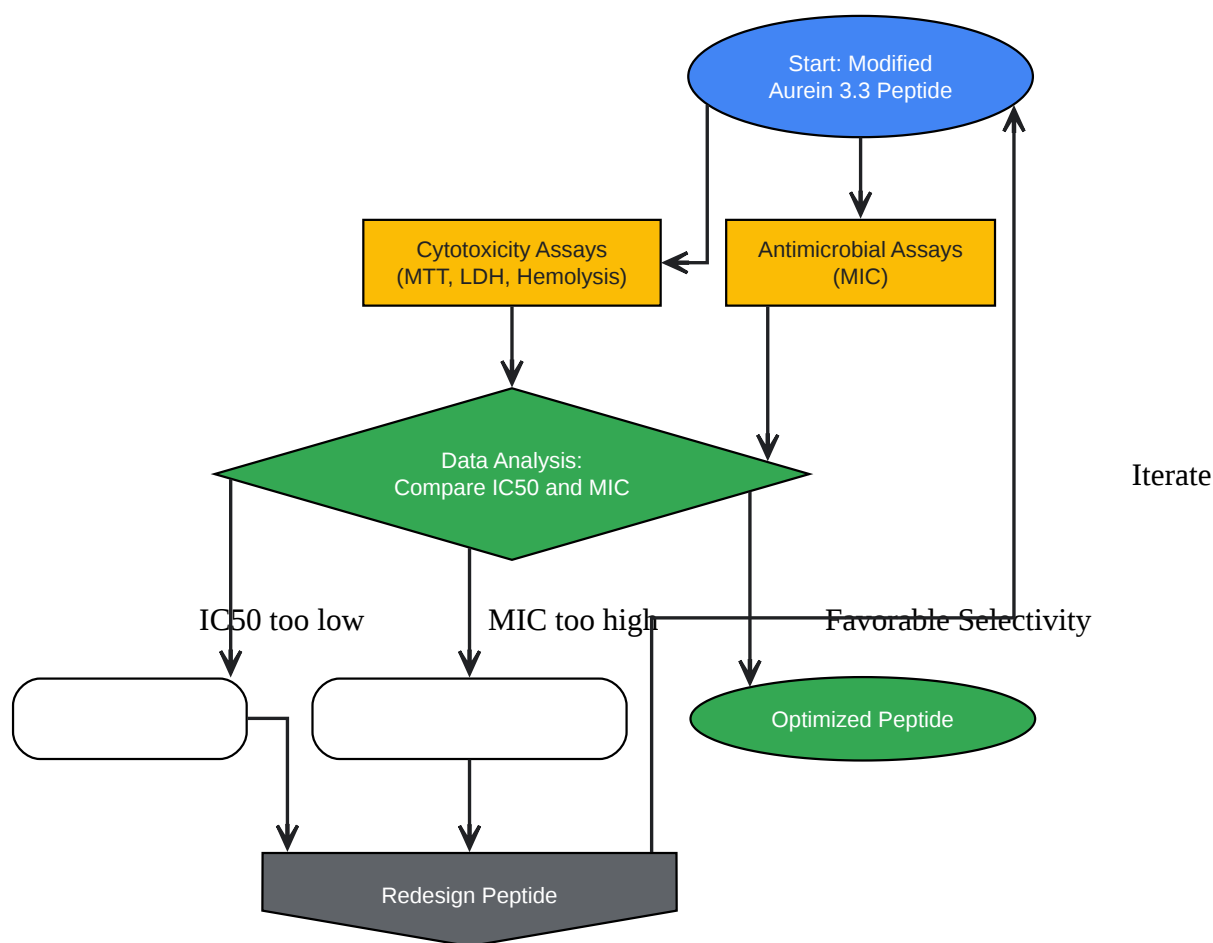 Start: Modified
Aurein 3.3 Peptide
Cytotoxicity Assays
(MTT, LDH, Hemolysis)
Antimicrobial Assays
(MIC)
Data Analysis:
Compare IC50 and MIC
Iterate
IC50 too low
MIC too high
Favorable Selectivity
Optimized Peptide
Redesign Peptide